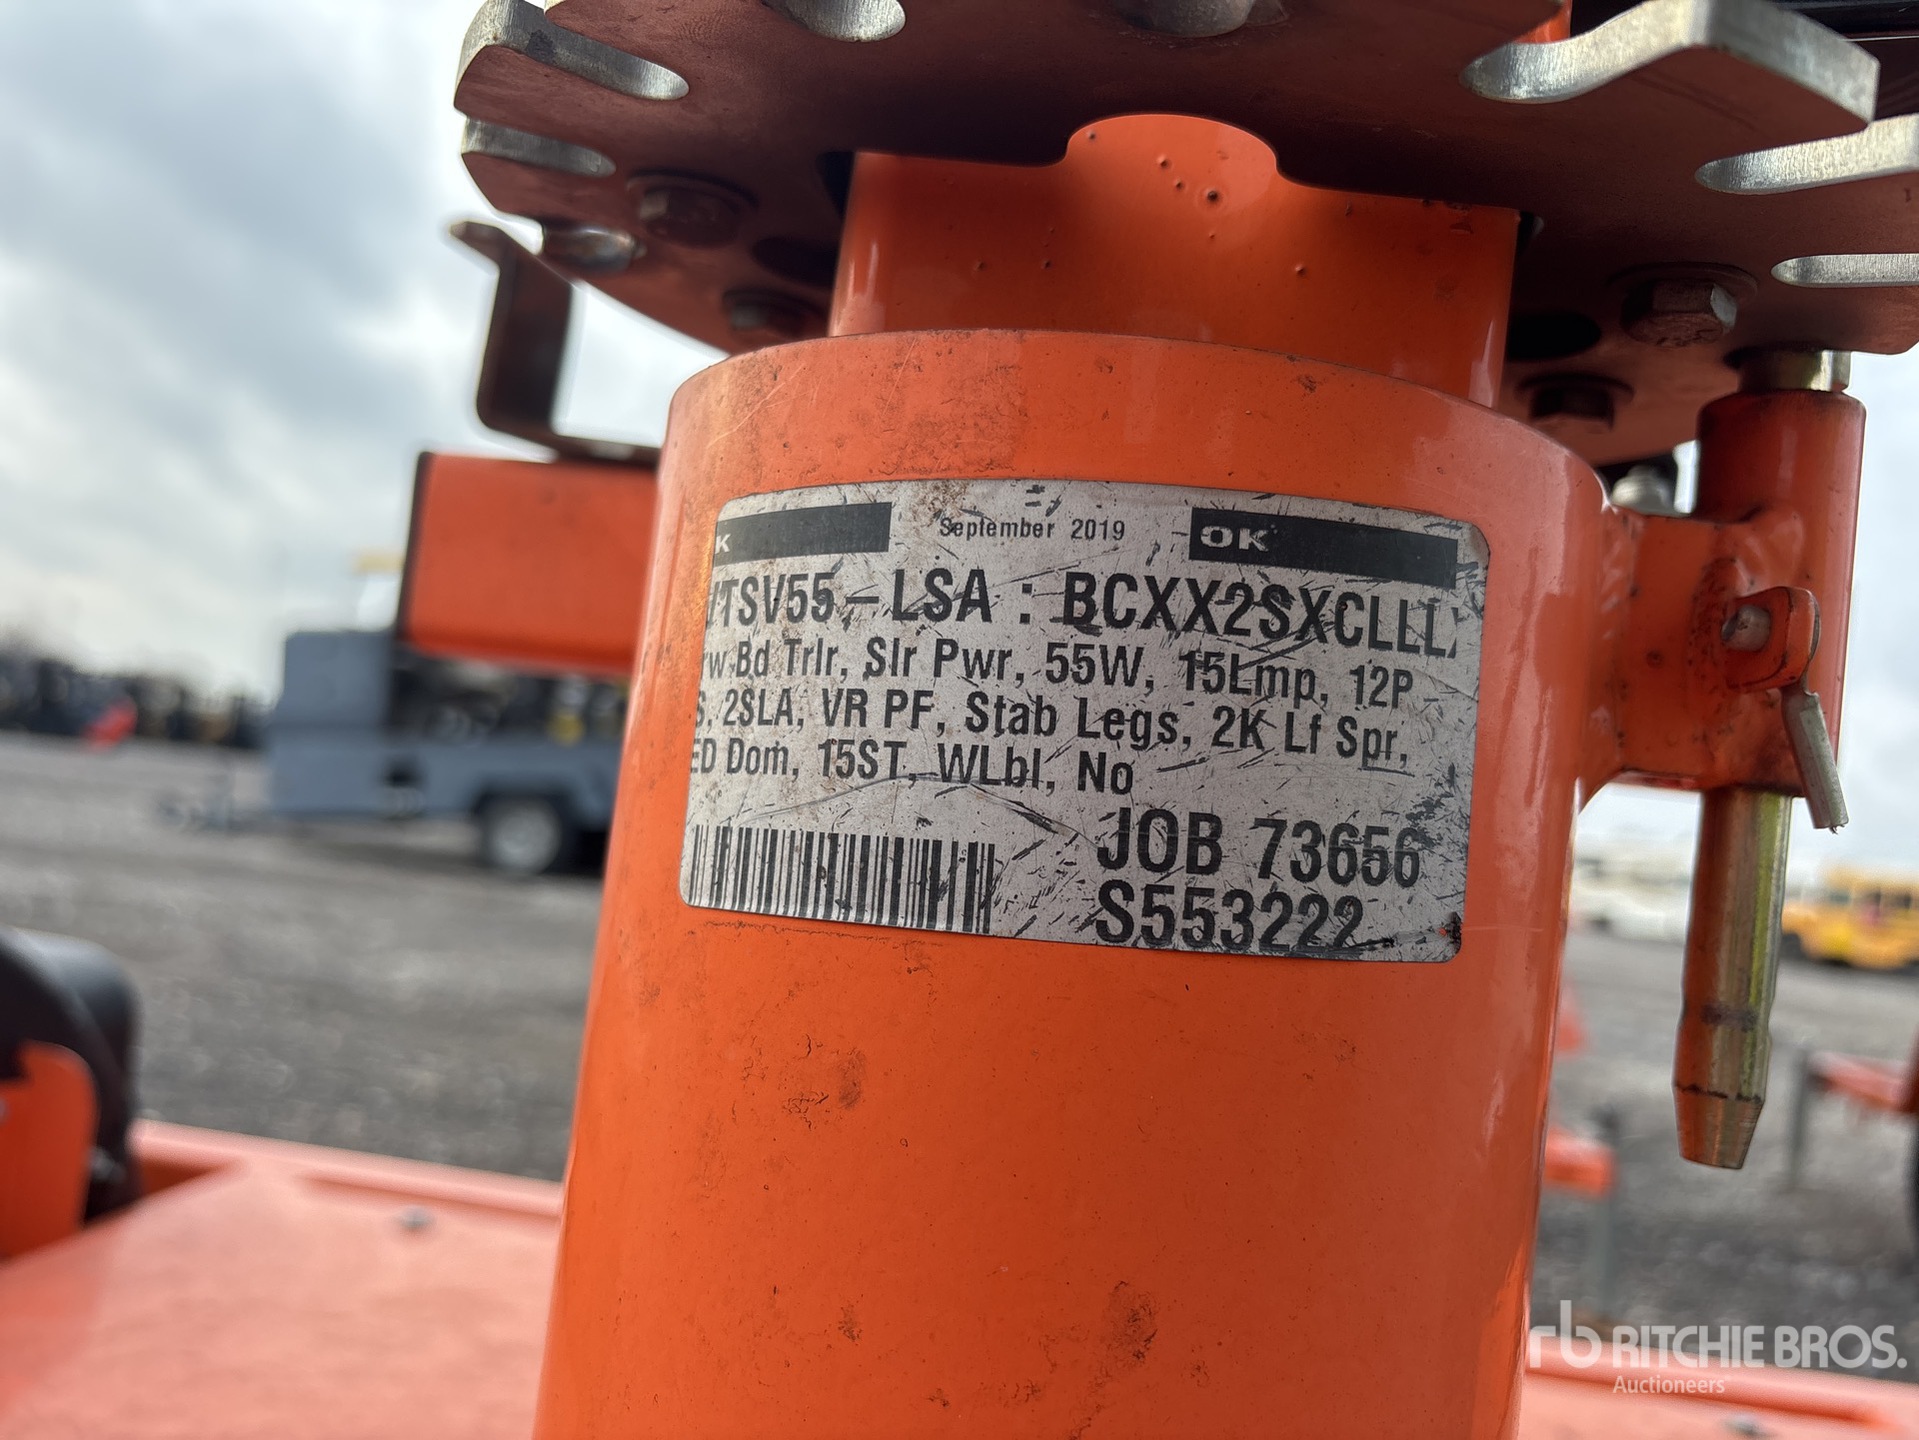 K September 2019 OK
TSV55-LSA : BCXX2SXCLLL
Bd Trlr, Slr Pwr, 55W, 15Lmp, 12P
2SLA, VR PF, Stab Legs, 2K Lf Spr,
ED Dom, 15ST, WLbl, No
JOB 73656
S553222
rb RITCHIE BROS.
Auctioneers